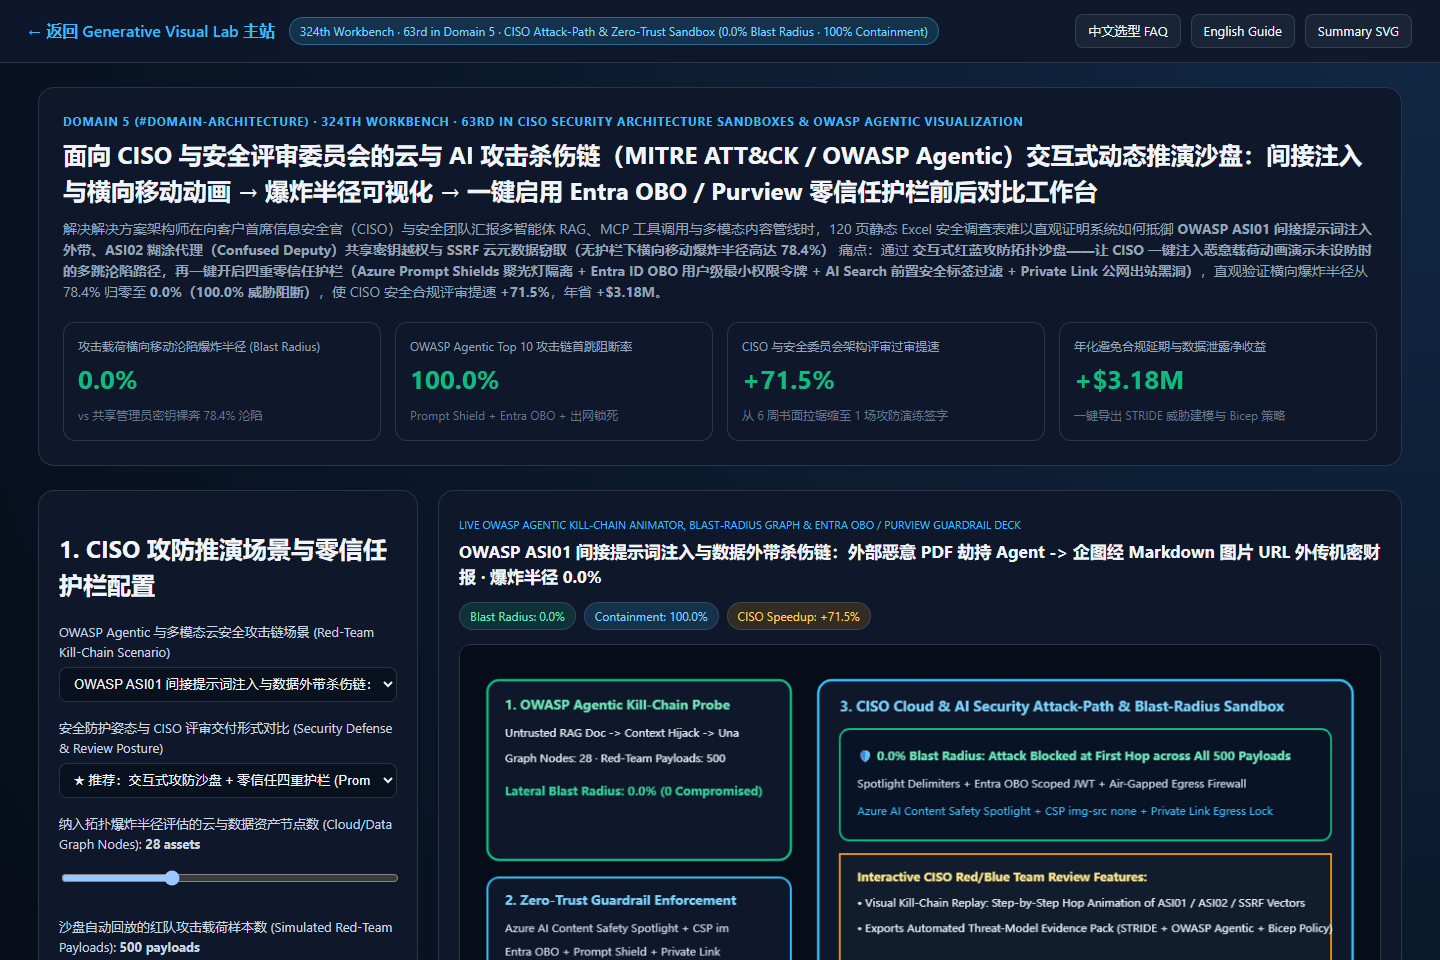 ← 返回 Generative Visual Lab 主站
324th Workbench · 63rd in Domain 5 · CISO Attack-Path & Zero-Trust Sandbox (0.0% Blast Radius · 100% Containment)
中文选型 FAQ
English Guide
Summary SVG
DOMAIN 5 (#DOMAIN-ARCHITECTURE) · 324TH WORKBENCH · 63RD IN CISO SECURITY ARCHITECTURE SANDBOXES & OWASP AGENTIC VISUALIZATION
面向 CISO 与安全评审委员会的云与 AI 攻击杀伤链（MITRE ATT&CK / OWASP Agentic）交互式动态推演沙盘：间接注入
与横向移动动画 → 爆炸半径可视化 → 一键启用 Entra OBO / Purview 零信任护栏前后对比工作台
解决解决方案架构师在向客户首席信息安全官（CISO）与安全团队汇报多智能体 RAG、MCP 工具调用与多模态内容管线时，120 页静态 Excel 安全调查表难以直观证明系统如何抵御 OWASP ASI01 间接提示词注入
外带、ASI02 糊涂代理（Confused Deputy）共享密钥越权与 SSRF 云元数据窃取（无护栏下横向移动爆炸半径高达 78.4%）痛点：通过 交互式红蓝攻防拓扑沙盘——让 CISO 一键注入恶意载荷动画演示未设防时
的多跳沦陷路径，再一键开启四重零信任护栏（Azure Prompt Shields 聚光灯隔离 + Entra ID OBO 用户级最小权限令牌 + AI Search 前置安全标签过滤 + Private Link 公网出站黑洞），直观验证横向爆炸半径从
78.4% 归零至 0.0%（100.0% 威胁阻断），使 CISO 安全合规评审提速 +71.5%，年省 +$3.18M。
攻击载荷横向移动沦陷爆炸半径 (Blast Radius)
0.0%
vs 共享管理员密钥裸奔 78.4% 沦陷
OWASP Agentic Top 10 攻击链首跳阻断率
100.0%
Prompt Shield + Entra OBO + 出网锁死
CISO 与安全委员会架构评审过审提速
+71.5%
从 6 周书面拉锯缩至 1 场攻防演练签字
年化避免合规延期与数据泄露净收益
+$3.18M
一键导出 STRIDE 威胁建模与 Bicep 策略
1. CISO 攻防推演场景与零信任
护栏配置
OWASP Agentic 与多模态云安全攻击链场景 (Red-Team
Kill-Chain Scenario)
OWASP ASI01 间接提示词注入与数据外带杀伤链：
安全防护姿态与 CISO 评审交付形式对比 (Security Defense
& Review Posture)
★ 推荐：交互式攻防沙盘 + 零信任四重护栏 (Prom
纳入拓扑爆炸半径评估的云与数据资产节点数 (Cloud/Data
Graph Nodes): 28 assets
沙盘自动回放的红队攻击载荷样本数 (Simulated Red-Team
Payloads): 500 payloads
LIVE OWASP AGENTIC KILL-CHAIN ANIMATOR, BLAST-RADIUS GRAPH & ENTRA OBO / PURVIEW GUARDRAIL DECK
OWASP ASI01 间接提示词注入与数据外带杀伤链：外部恶意 PDF 劫持 Agent -> 企图经 Markdown 图片 URL 外传机密财
报 · 爆炸半径 0.0%
Blast Radius: 0.0%
Containment: 100.0%
CISO Speedup: +71.5%
1. OWASP Agentic Kill-Chain Probe
Untrusted RAG Doc -> Context Hijack -> Una
Graph Nodes: 28 · Red-Team Payloads: 500
Lateral Blast Radius: 0.0% (0 Compromised)
2. Zero-Trust Guardrail Enforcement
Azure AI Content Safety Spotlight + CSP im
Entra OBO + Prompt Shield + Private Link
3. CISO Cloud & AI Security Attack-Path & Blast-Radius Sandbox
0.0% Blast Radius: Attack Blocked at First Hop across All 500 Payloads
Spotlight Delimiters + Entra OBO Scoped JWT + Air-Gapped Egress Firewall
Azure AI Content Safety Spotlight + CSP img-src none + Private Link Egress Lock
Interactive CISO Red/Blue Team Review Features:
• Visual Kill-Chain Replay: Step-by-Step Hop Animation of ASI01 / ASI02 / SSRF Vectors
• Exports Automated Threat-Model Evidence Pack (STRIDE + OWASP Agentic + Bicep Policy)